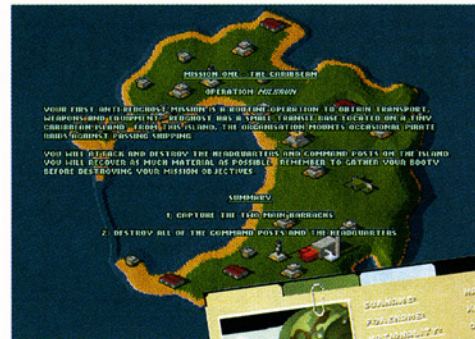 MISSION ONE - THE CARIBBEAN
OPERATION
YOUR FIRST ANTI-REDGHOST MISSION IS A ROUTINE OPERATION TO OBTAIN TRANSPORT,
WEAPONS AND EQUIPMENT. REDGHOST HAS A SMALL TRANSIT BASE LOCATED ON A TINY
CARIBBEAN ISLAND. FROM THIS ISLAND, THE ORGANISATION MOUNTS OCCASIONAL PIRATE
RAIDS AGAINST PASSING SHIPPING.
YOU WILL ATTACK AND DESTROY THE HEADQUARTERS AND COMMAND POSTS ON THE ISLAND
YOU WILL RECOVER AS MUCH MATERIAL AS POSSIBLE. REMEMBER TO GATHER YOUR BOOTY
BEFORE DESTROYING YOUR MISSION OBJECTIVES
SUMMARY
1, CAPTURE THE TWO MAIN BARRACKS
2, DESTROY ALL OF THE COMMAND POSTS AND THE HEADQUARTERS
SURNAME:
FORENAME: